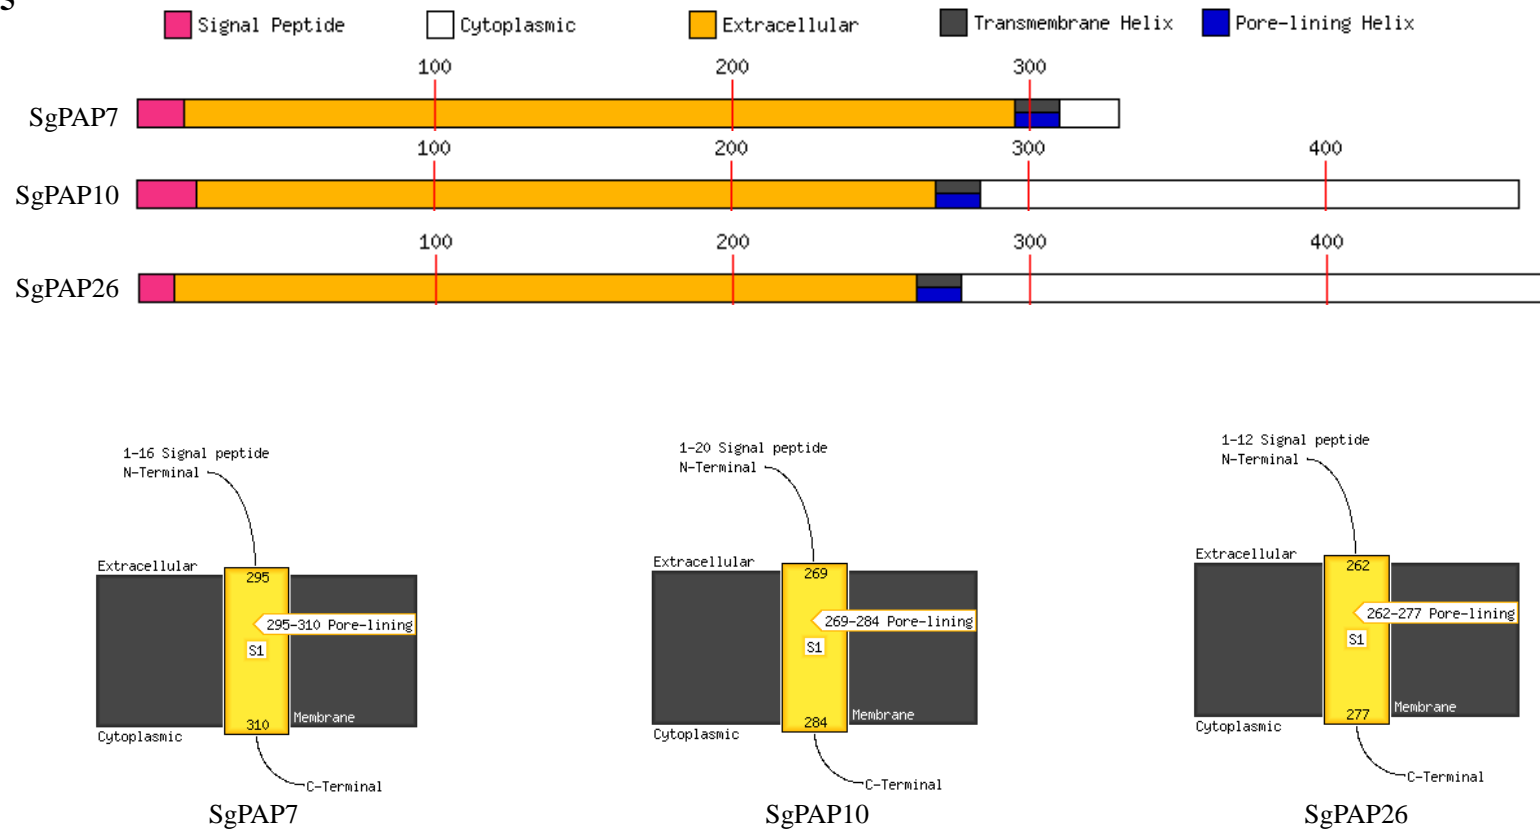 Signal Peptide Cytoplasmic Extracellular Transmembrane Helix Pore-lining Helix
100 200 300
SgPAP7
100 200 300 400
SgPAP10
100 200 300 400
SgPAP26
1-16 Signal peptide
N-Terminal
Extracellular
295
295-310 Pore-lining
S1
310
Membrane
Cytoplasmic
C-Terminal
SgPAP7
1-20 Signal peptide
N-Terminal
Extracellular
269
269-284 Pore-lining
S1
284
Membrane
Cytoplasmic
C-Terminal
SgPAP10
1-12 Signal peptide
N-Terminal
Extracellular
262
262-277 Pore-lining
S1
277
Membrane
Cytoplasmic
C-Terminal
SgPAP26